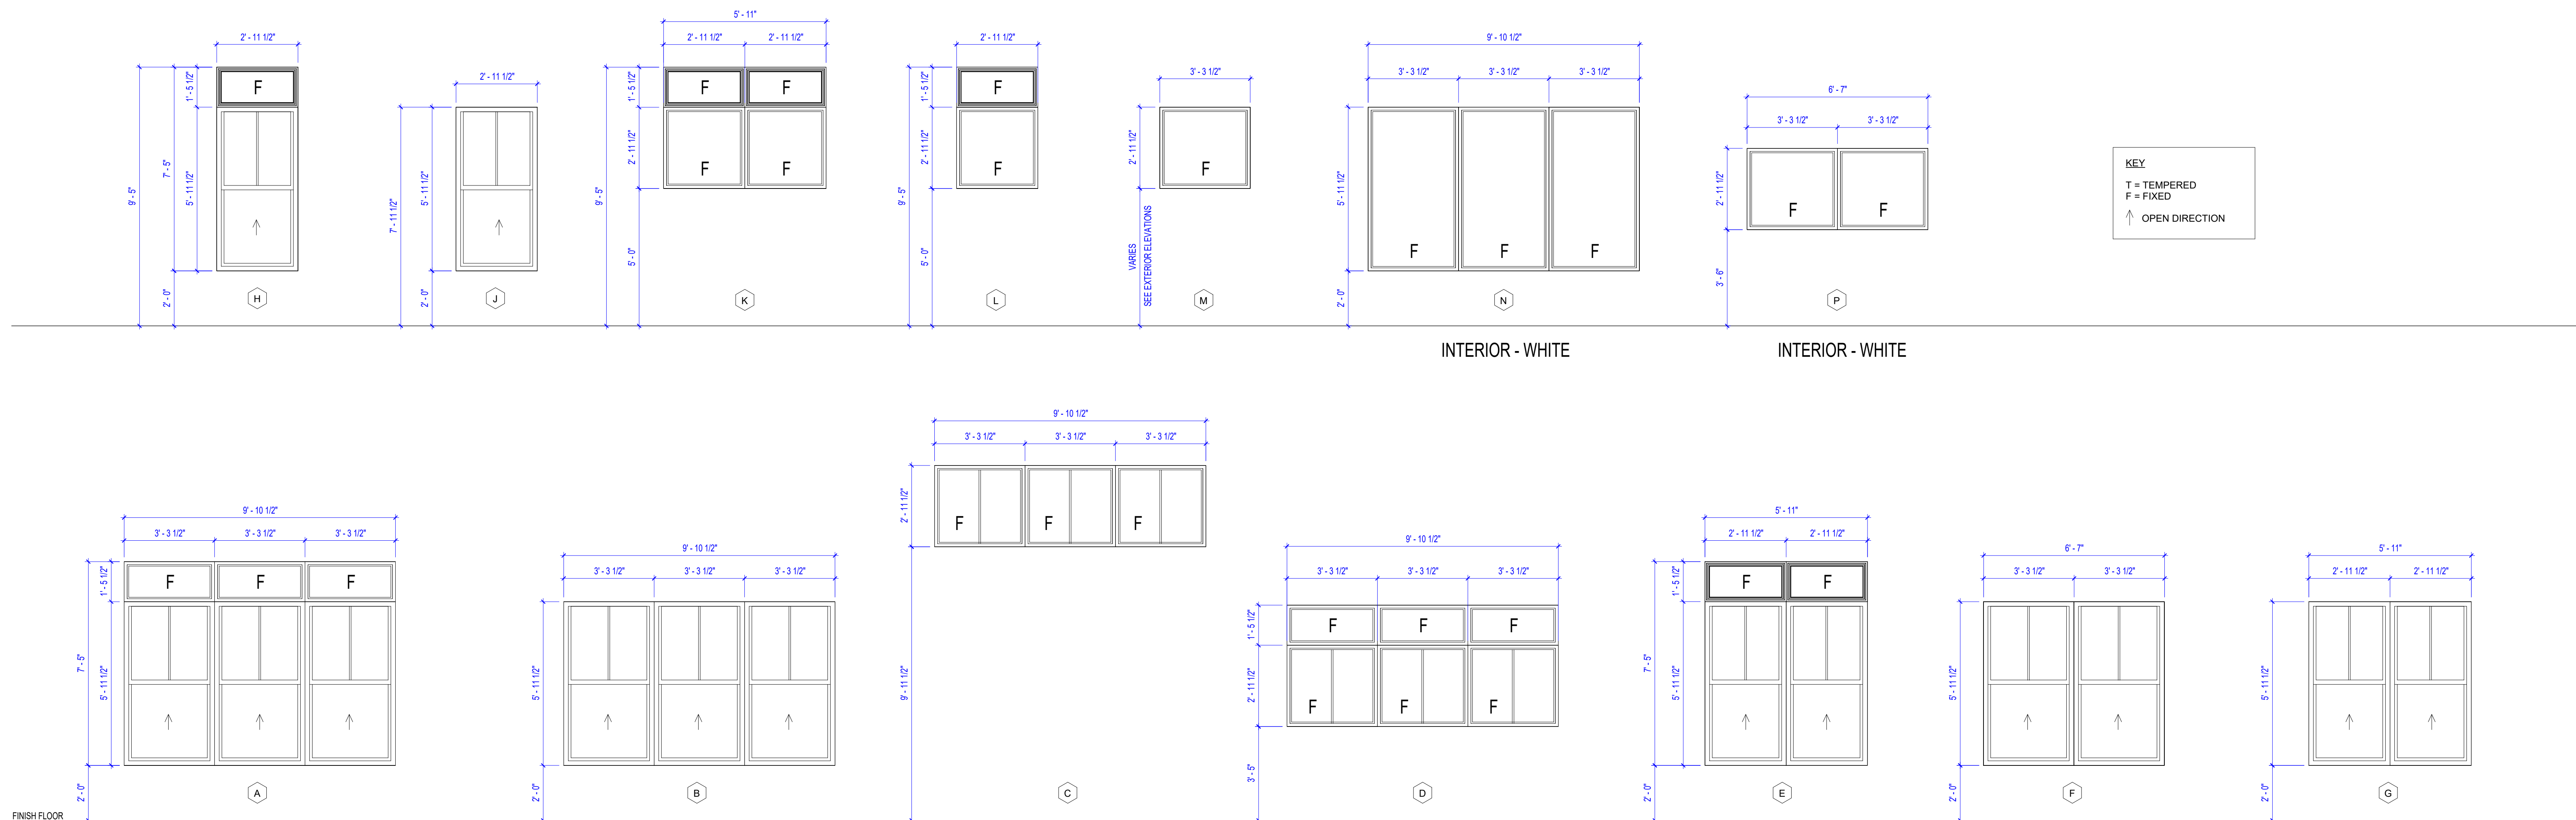 5' - 11"
2' - 11 1/2"
2' - 11 1/2"
2' - 11 1/2"
2' - 11 1/2"
9' - 10 1/2"
1' - 5 1/2"
F
2' - 11 1/2"
1' - 5 1/2"
F
F
1' - 5 1/2"
F
3' - 3 1/2"
3' - 3 1/2"
3' - 3 1/2"
3' - 3 1/2"
6' - 7"
3' - 3 1/2"
3' - 3 1/2"
9' - 5"
7' - 5"
5' - 11 1/2"
2' - 0"
H
7' - 11 1/2"
5' - 11 1/2"
2' - 0"
J
9' - 5"
2' - 11 1/2"
F
F
5' - 0"
K
9' - 5"
2' - 11 1/2"
F
5' - 0"
L
2' - 11 1/2"
F
VARIES
SEE EXTERIOR ELEVATIONS
M
5' - 11 1/2"
F
F
F
2' - 0"
N
2' - 11 1/2"
F
F
3' - 6"
P
KEY
T = TEMPERED
F = FIXED
OPEN DIRECTION
INTERIOR - WHITE
INTERIOR - WHITE
9' - 10 1/2"
3' - 3 1/2"
3' - 3 1/2"
3' - 3 1/2"
1' - 5 1/2"
F
F
F
7' - 5"
5' - 11 1/2"
2' - 0"
A
FINISH FLOOR
9' - 10 1/2"
3' - 3 1/2"
3' - 3 1/2"
3' - 3 1/2"
5' - 11 1/2"
2' - 0"
B
9' - 10 1/2"
3' - 3 1/2"
3' - 3 1/2"
3' - 3 1/2"
2' - 11 1/2"
F
F
F
9' - 11 1/2"
C
9' - 10 1/2"
3' - 3 1/2"
3' - 3 1/2"
3' - 3 1/2"
1' - 5 1/2"
F
F
F
2' - 11 1/2"
F
F
F
3' - 5"
D
5' - 11"
2' - 11 1/2"
2' - 11 1/2"
1' - 5 1/2"
F
F
7' - 5"
5' - 11 1/2"
2' - 0"
E
6' - 7"
3' - 3 1/2"
3' - 3 1/2"
5' - 11 1/2"
2' - 0"
F
5' - 11"
2' - 11 1/2"
2' - 11 1/2"
5' - 11 1/2"
2' - 0"
G